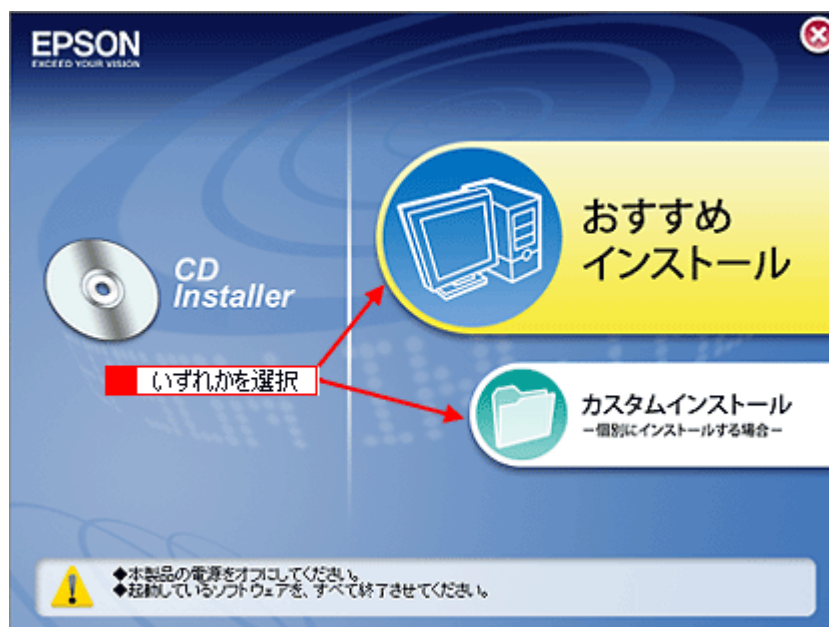 EPSON
EXCEED YOUR VISION
おすすめ
インストール
CD
Installer
いずれかを選択
カスタムインストール
－個別にインストールする場合－
◆本製品の電源をオフにしてください。
◆起動しているソフトウェアを、すべて終了させてください。